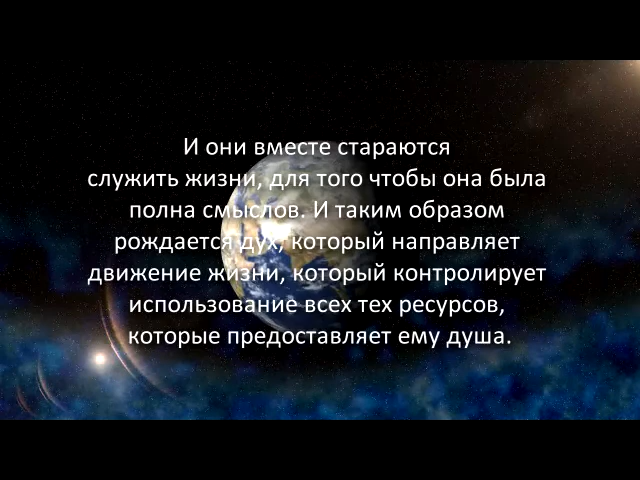 И они вместе стараются
служить жизни, для того чтобы она была
полна смыслов. И таким образом
рождается дух, который направляет
движение жизни, который контролирует
использование всех тех ресурсов,
которые предоставляет ему душа.